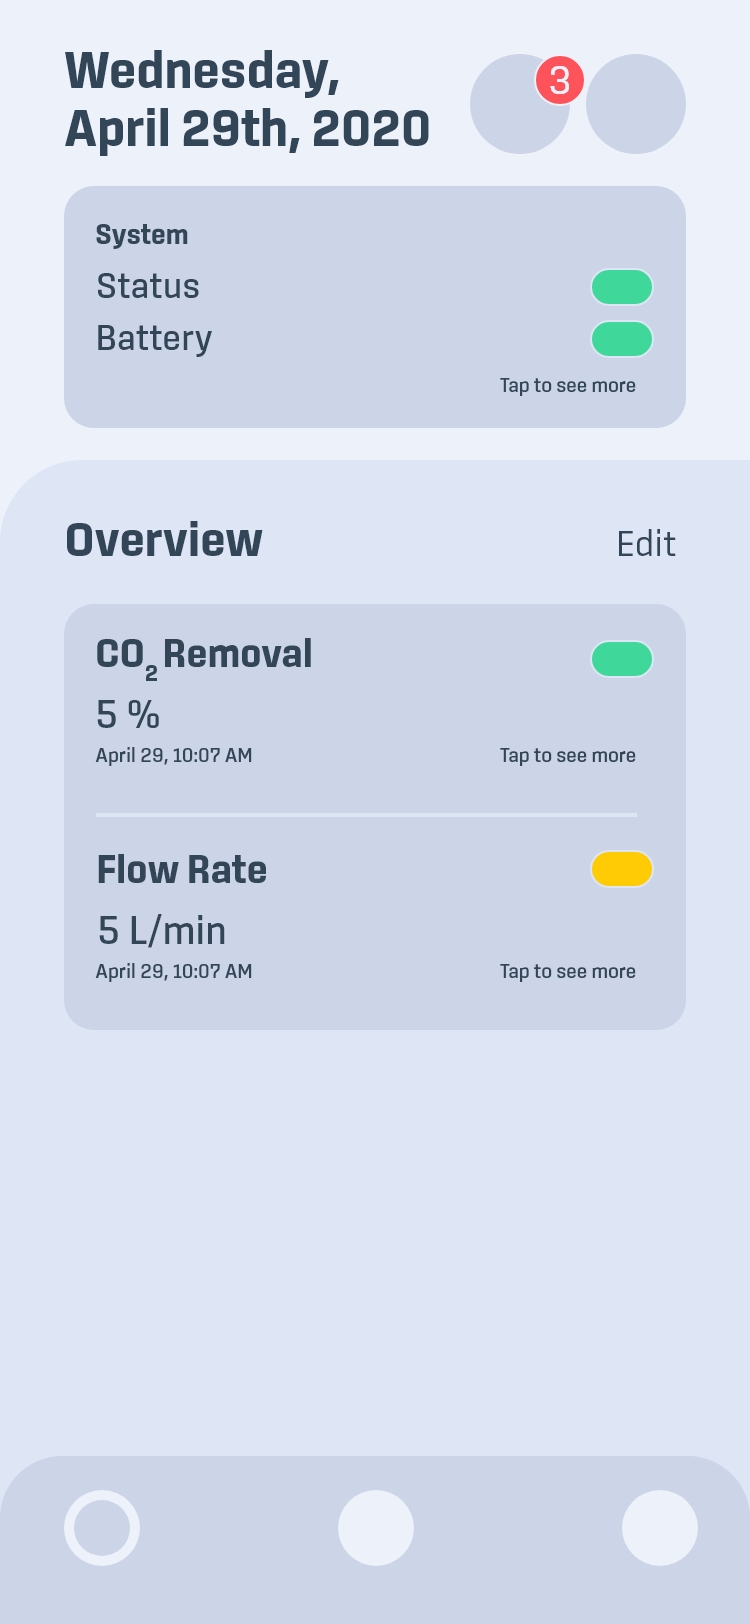 Wednesday,
April 29th, 2020
3
System
Status
Battery
Tap to see more
Overview
Edit
CO₂ Removal
5 %
April 29, 10:07 AM
Tap to see more
Flow Rate
5 L/min
April 29, 10:07 AM
Tap to see more